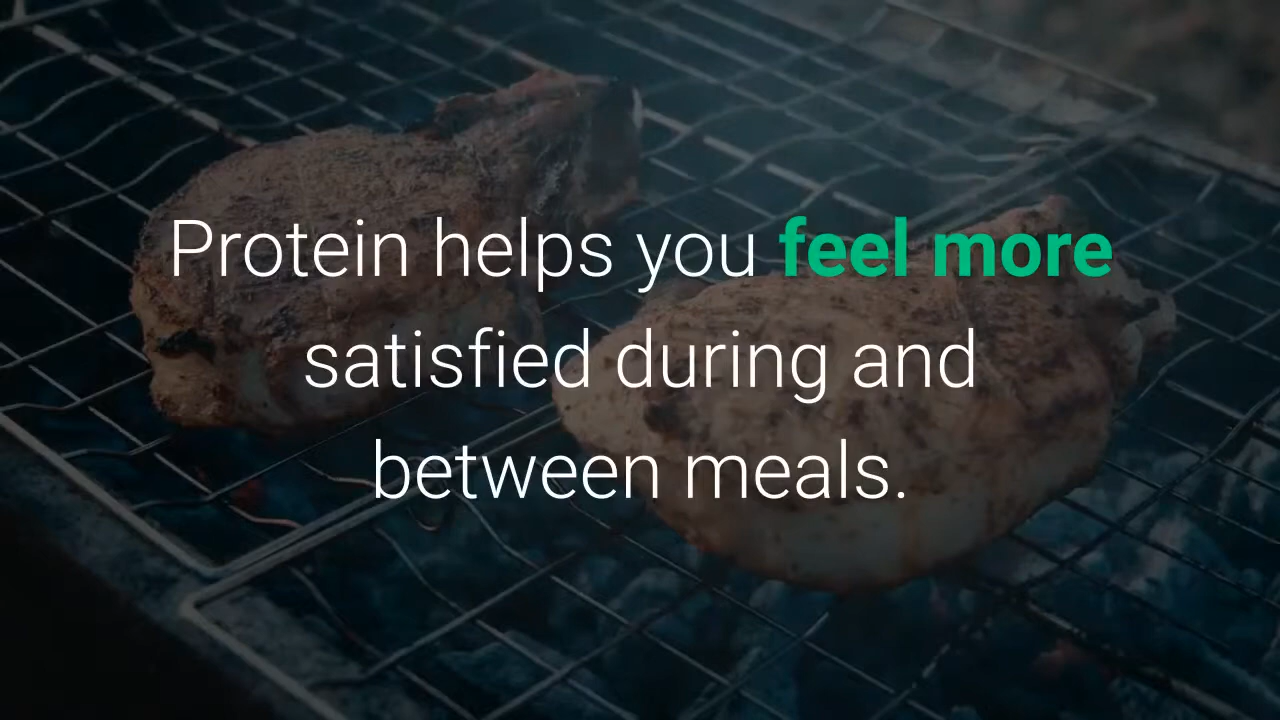 Protein helps you feel more
satisfied during and
between meals.